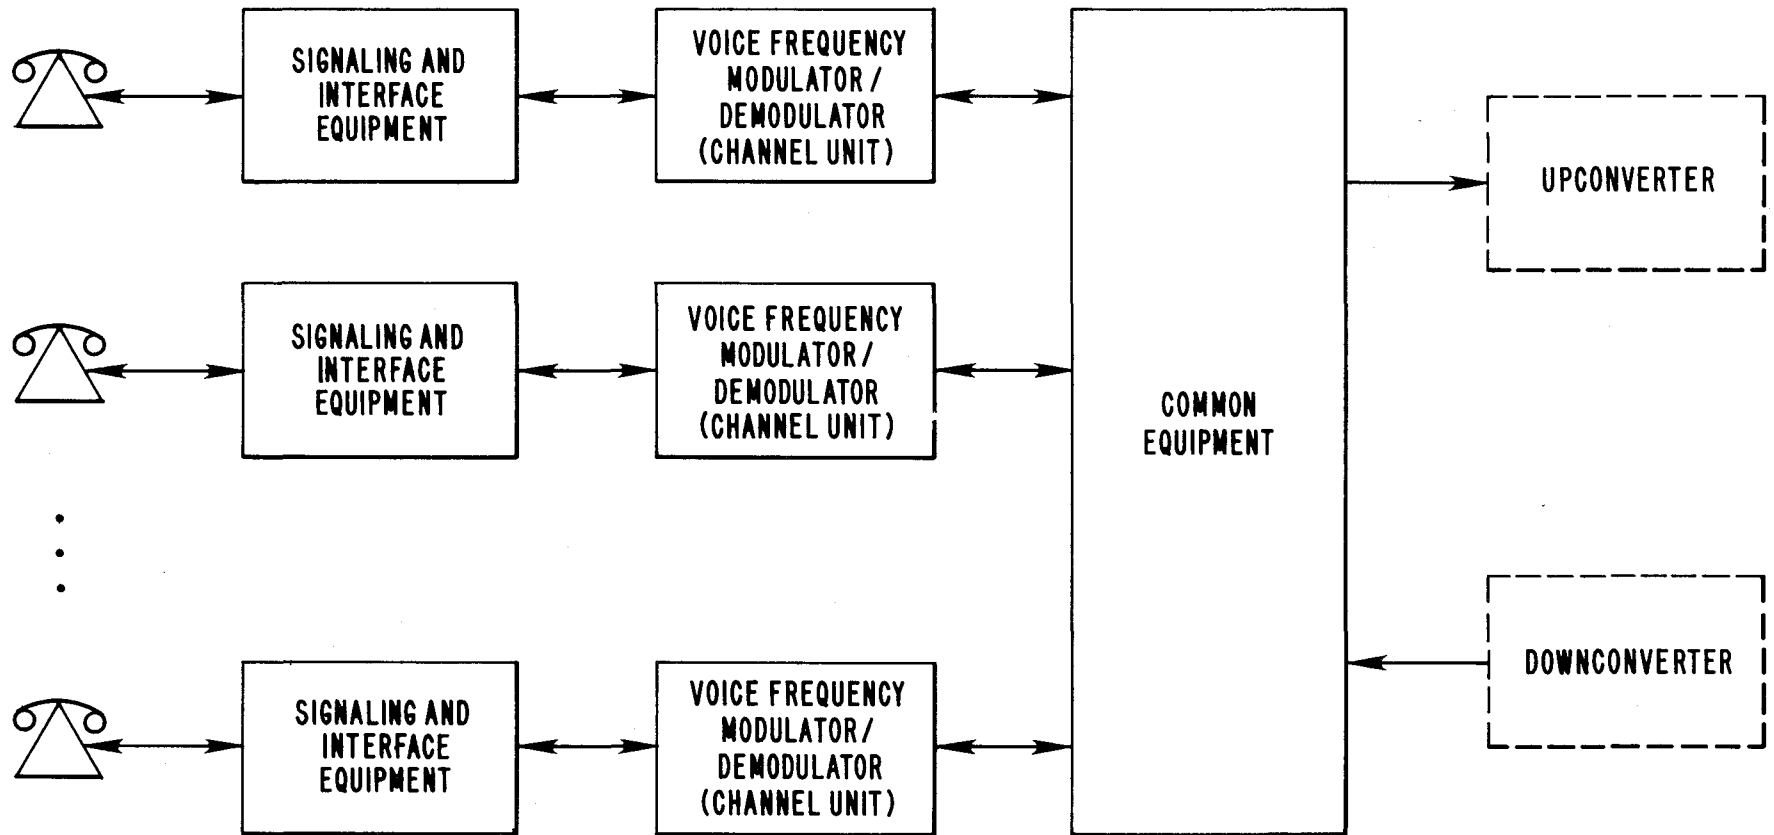 SIGNALING AND
INTERFACE
EQUIPMENT
VOICE FREQUENCY
MODULATOR /
DEMODULATOR
(CHANNEL UNIT)
UPCONVERTER
SIGNALING AND
INTERFACE
EQUIPMENT
VOICE FREQUENCY
MODULATOR /
DEMODULATOR
(CHANNEL UNIT)
COMMON
EQUIPMENT
DOWNCONVERTER
SIGNALING AND
INTERFACE
EQUIPMENT
VOICE FREQUENCY
MODULATOR /
DEMODULATOR
(CHANNEL UNIT)